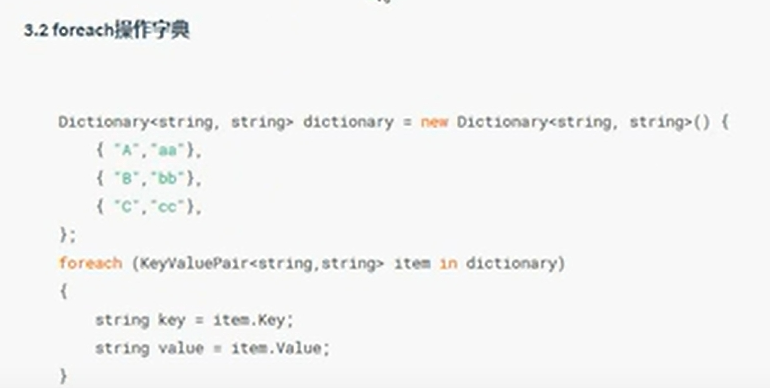 3.2 foreach操作字典
Dictionary<string, string> dictionary = new Dictionary<string, string>() {
{ "A","aa"},
{ "B","bb"},
{ "C","cc"},
};
foreach (KeyValuePair<string,string> item in dictionary)
{
string key = item.Key;
string value = item.Value;
}